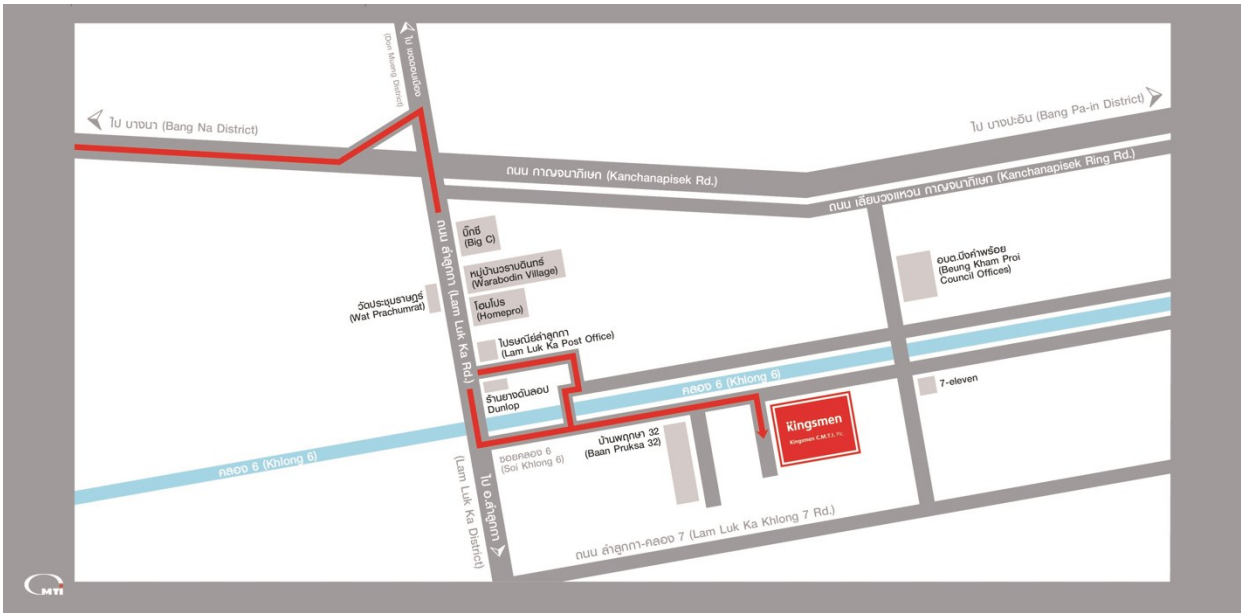 ไป เขตดอนเมือง
(Don Muang District)
ไป บางนา (Bang Na District)
ไป บางปะอิน (Bang Pa-in District)
ถนน กาญจนาภิเษก (Kanchanapisek Rd.)
ถนน เลียบวงแหวน กาญจนาภิเษก (Kanchanapisek Ring Rd.)
ถนน ลำลูกกา (Lam Luk Ka Rd.)
บิ๊กซี
(Big C)
หมู่บ้านวราบดินทร์
(Warabodin Village)
โฮมโปร
(Homepro)
วัดประชุมราษฎร์
(Wat Prachumrat)
อบต.บึงคำพร้อย
(Beung Kham Proi
Council Offices)
ไปรษณีย์ลำลูกกา
(Lam Luk Ka Post Office)
ร้านยางดันลอป
Dunlop
คลอง 6 (Khlong 6)
7-eleven
Kingsmen
Kingsmen C.M.T.I. Plc.
บ้านพฤกษา 32
(Baan Pruksa 32)
คลอง 6 (Khlong 6)
ซอยคลอง 6
(Soi Khlong 6)
ไป อ.ลำลูกกา
(Lam Luk Ka District)
ถนน ลำลูกกา-คลอง 7 (Lam Luk Ka Khlong 7 Rd.)
CMTi